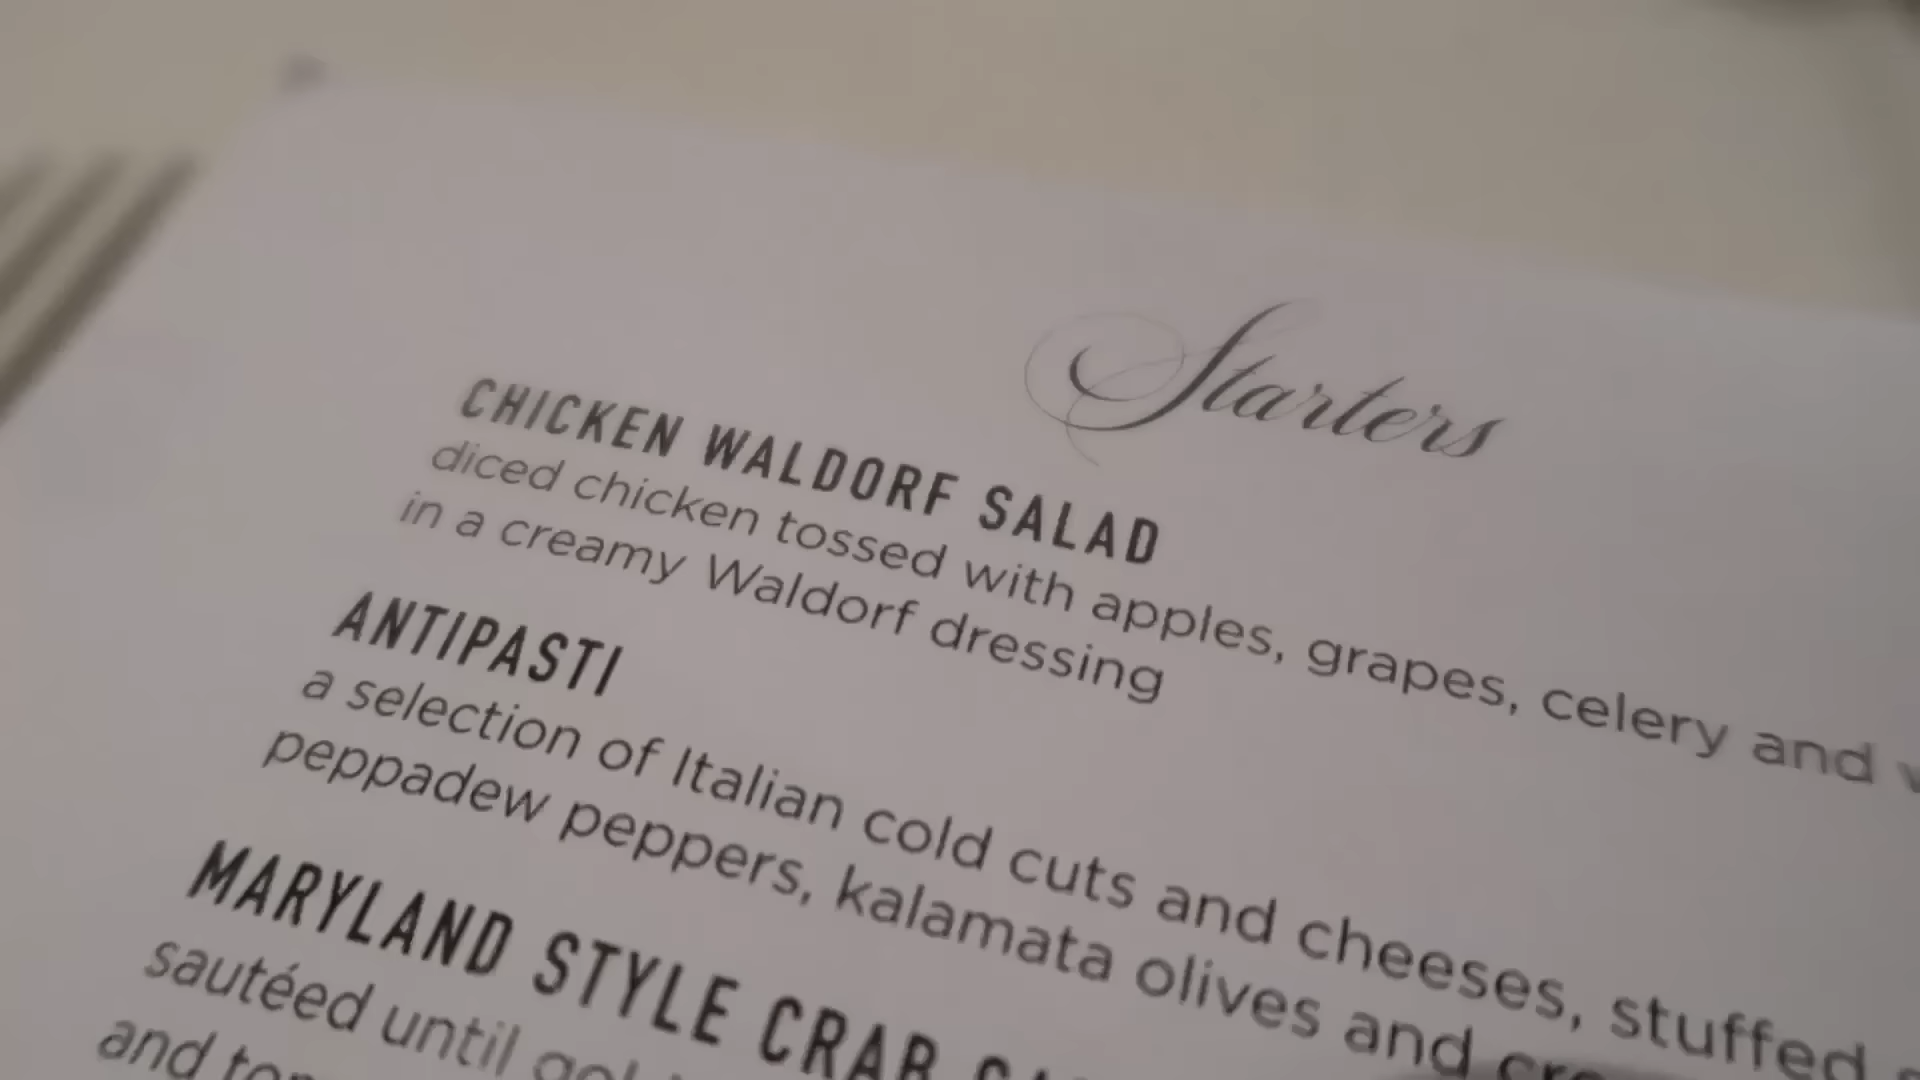 Starters
CHICKEN WALDORF SALAD
diced chicken tossed with apples, grapes, celery and
in a creamy Waldorf dressing
ANTIPASTI
a selection of Italian cold cuts and cheeses, stuffed
peppadew peppers, kalamata olives and
MARYLAND STYLE CRAB
sautéed until
and